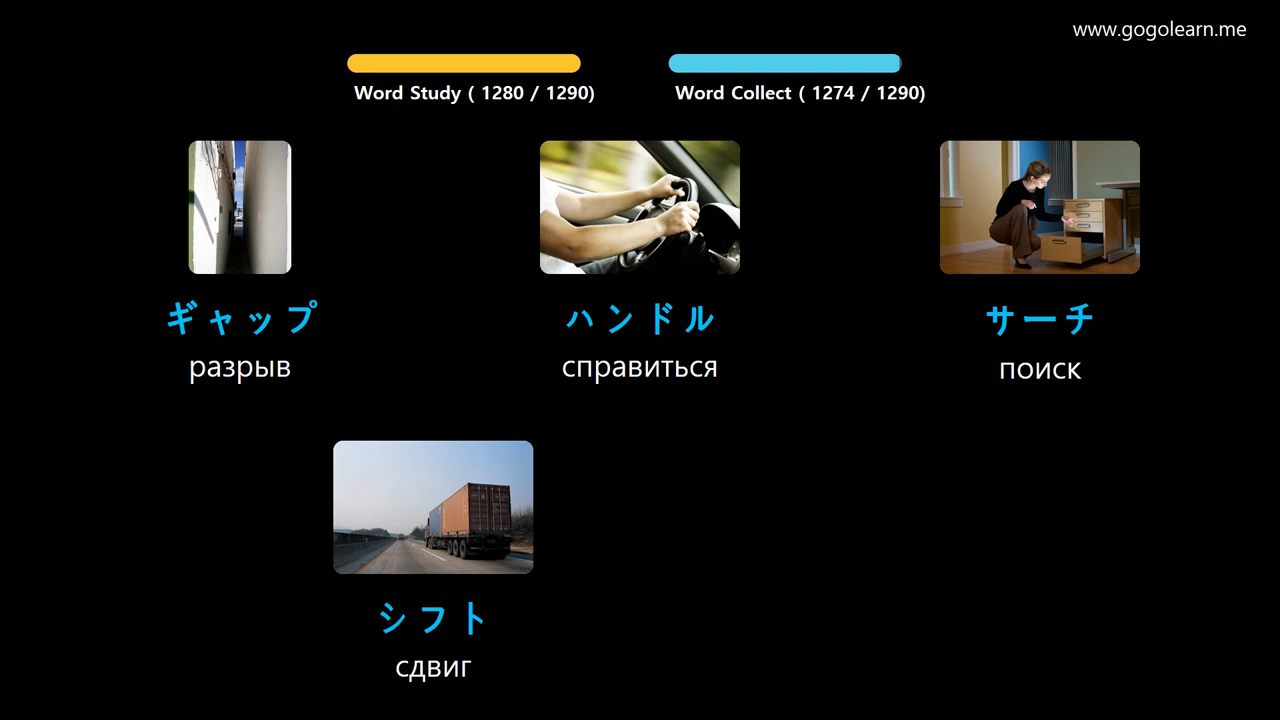 www.gogolearn.me
Word Study ( 1280 / 1290)
Word Collect ( 1274 / 1290)
ギャップ
разрыв
ハンドル
справиться
サーチ
поиск
シフト
сдвиг